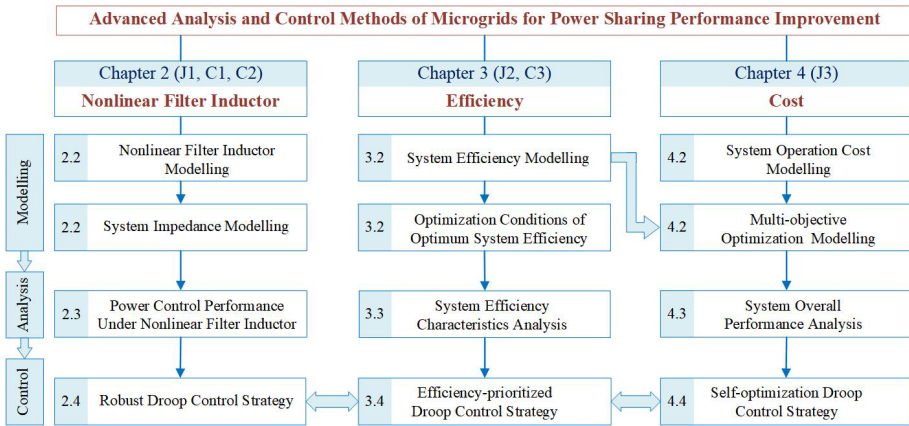 Advanced Analysis and Control Methods of Microgrids for Power Sharing Performance Improvement
Chapter 2 (J1, C1, C2)
Nonlinear Filter Inductor
Chapter 3 (J2, C3)
Efficiency
Chapter 4 (J3)
Cost
Modelling
2.2
Nonlinear Filter Inductor
Modelling
3.2
System Efficiency Modelling
4.2
System Operation Cost
Modelling
2.2
System Impedance Modelling
3.2
Optimization Conditions of
Optimum System Efficiency
4.2
Multi-objective
Optimization Modelling
Analysis
2.3
Power Control Performance
Under Nonlinear Filter Inductor
3.3
System Efficiency
Characteristics Analysis
4.3
System Overall
Performance Analysis
Control
2.4
Robust Droop Control Strategy
3.4
Efficiency-prioritized
Droop Control Strategy
4.4
Self-optimization Droop
Control Strategy